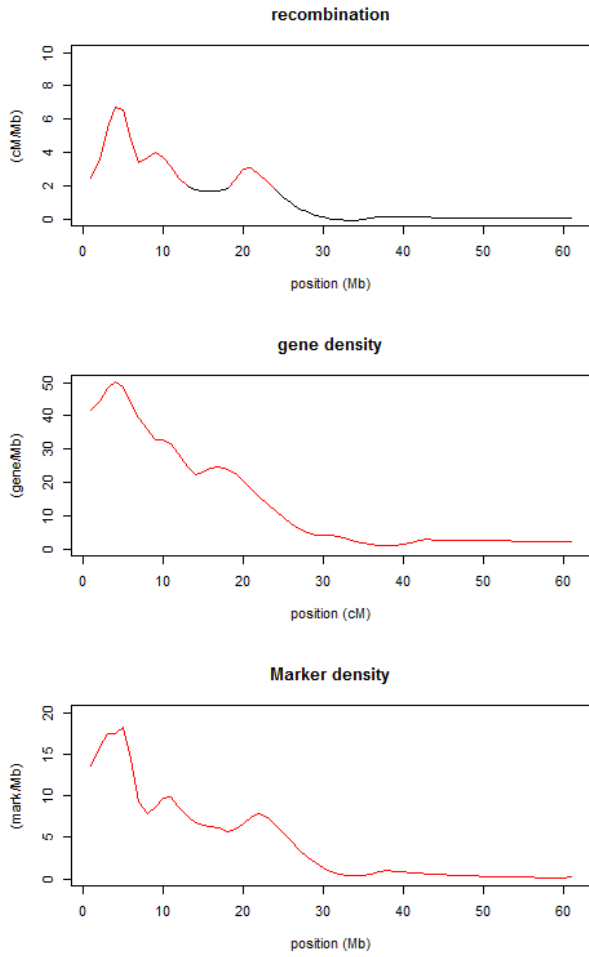 recombination
10
8
6
4
2
0
(cM/Mb)
0 10 20 30 40 50 60
position (Mb)
gene density
50
40
30
20
10
0
(gene/Mb)
0 10 20 30 40 50 60
position (cM)
Marker density
20
15
10
5
0
(mark/Mb)
0 10 20 30 40 50 60
position (Mb)